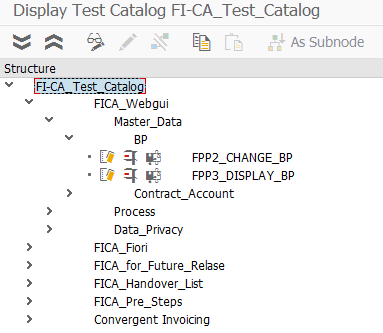 Display Test Catalog FI-CA_Test_Catalog
As Subnode
Structure
FI-CA_Test_Catalog
FICA_Webgui
Master_Data
BP
FPP2_CHANGE_BP
FPP3_DISPLAY_BP
Contract_Account
Process
Data_Privacy
FICA_Fiori
FICA_for_Future_Relase
FICA_Handover_List
FICA_Pre_Steps
Convergent Invoicing